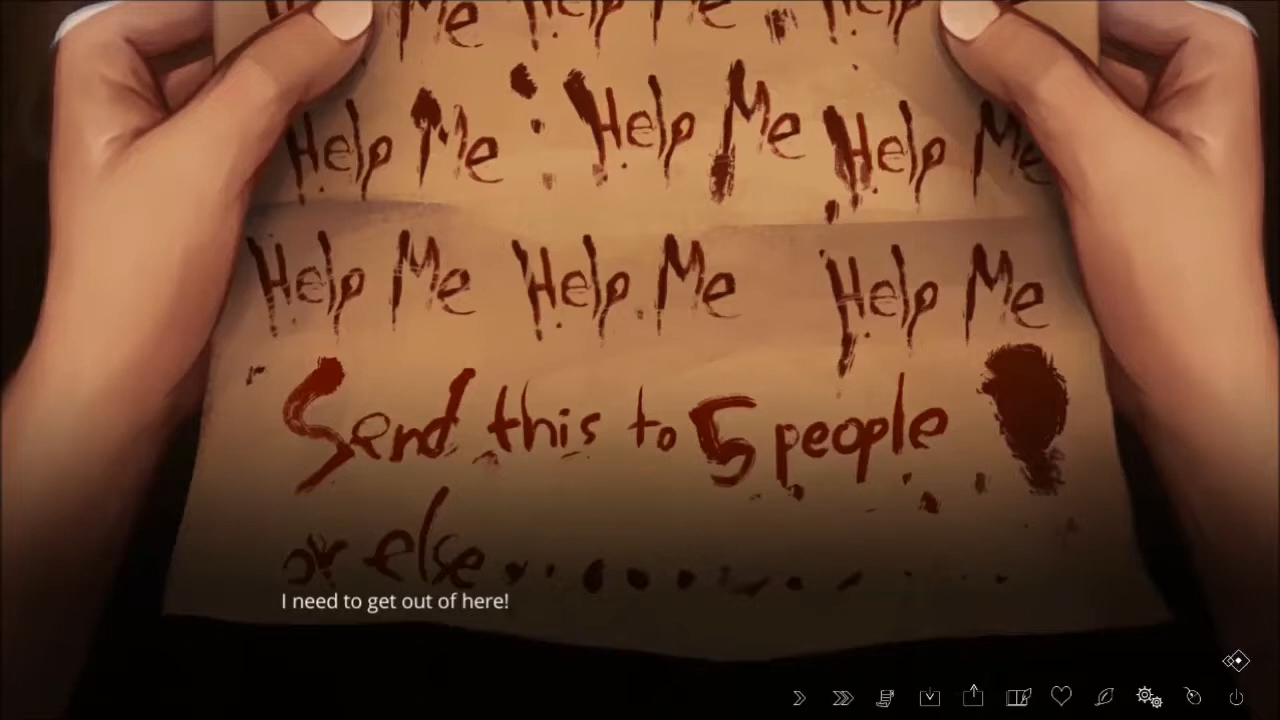 Me Help Me Help
Help Me Help Me Help Me
Help Me Help Me Help Me
Send this to 5 people
or else..........
I need to get out of here!